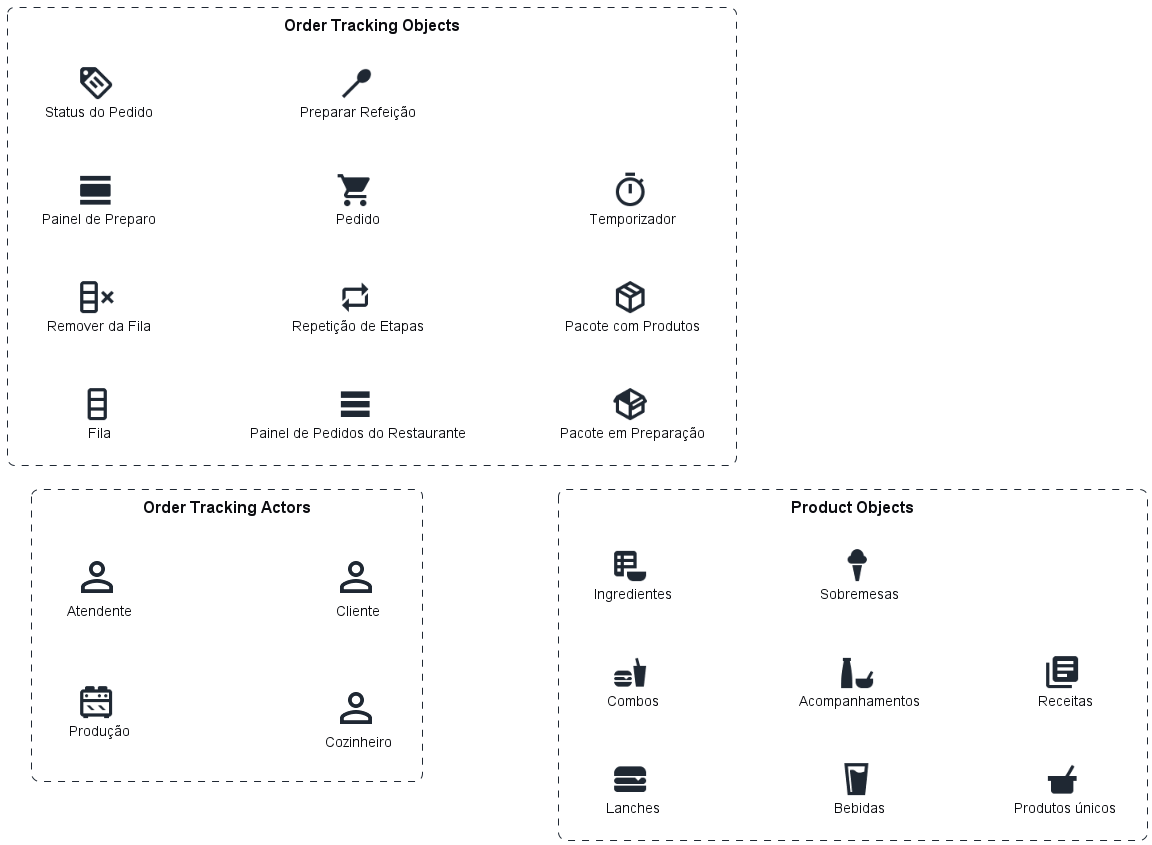 Order Tracking Objects
Status do Pedido
Preparar Refeição
Painel de Preparo
Pedido
Temporizador
Remover da Fila
Repetição de Etapas
Pacote com Produtos
Fila
Painel de Pedidos do Restaurante
Pacote em Preparação
Order Tracking Actors
Atendente
Cliente
Produção
Cozinheiro
Product Objects
Ingredientes
Sobremesas
Combos
Acompanhamentos
Receitas
Lanches
Bebidas
Produtos únicos